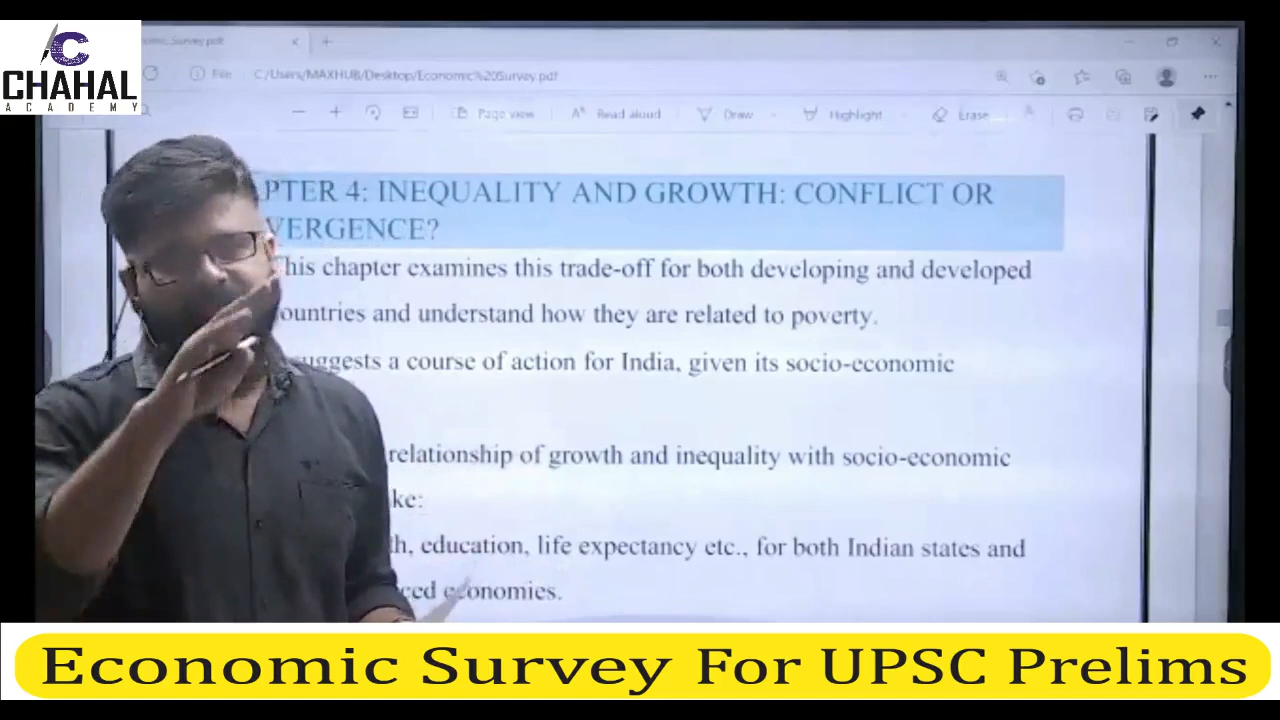 CHAHAL
ACADEMY
Survey.pdf
File C:/Users/MAXHUB/Desktop/Economic%20Survey.pdf
Page view Read aloud Draw Highlight Erase
PTER 4: INEQUALITY AND GROWTH: CONFLICT OR
VERGENCE?
This chapter examines this trade-off for both developing and developed
ountries and understand how they are related to poverty.
suggests a course of action for India, given its socio-economic
relationship of growth and inequality with socio-economic
ke:
th, education, life expectancy etc., for both Indian states and
ced economies.
Economic Survey For UPSC Prelims